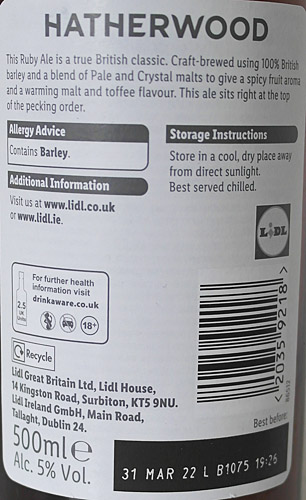 HATHERWOOD
This Ruby Ale is a true British classic. Craft-brewed using 100% British
barley and a blend of Pale and Crystal malts to give a spicy fruit aroma
and a warming malt and toffee flavour. This ale sits right at the top
of the pecking order.
Allergy Advice
Contains Barley.
Additional Information
Visit us at www.lidl.co.uk
or www.lidl.ie.
Storage Instructions
Store in a cool, dry place away
from direct sunlight.
Best served chilled.
LIDL
2.5
UK
Units
For further health
information visit
drinkaware.co.uk
18+
Recycle
Lidl Great Britain Ltd, Lidl House,
14 Kingston Road, Surbiton, KT5 9NU.
Lidl Ireland GmbH, Main Road,
Tallaght, Dublin 24.
500ml e
Alc. 5% Vol.
< 20359218 >
Best before:
31 MAR 22 L B1075 19:26